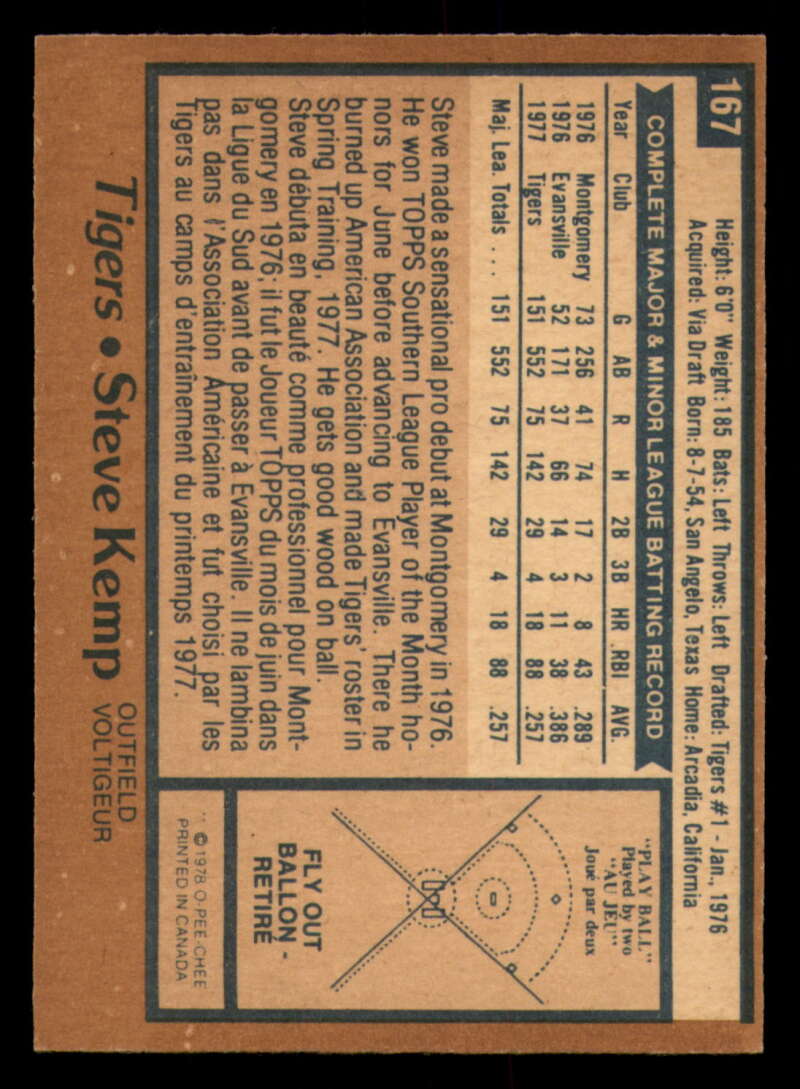 167
Height: 6'0" Weight: 185 Bats: Left Throws: Left Drafted: Tigers #1 - Jan., 1976
Acquired: Via Draft Born: 8-7-54, San Angelo, Texas Home: Arcadia, California
COMPLETE MAJOR & MINOR LEAGUE BATTING RECORD
Year Club G AB R H 2B 3B HR RBI AVG.
1976 Montgomery 73 256 41 74 17 2 8 43 .289
1976 Evansville 52 171 37 66 14 3 11 38 .386
1977 Tigers 151 552 75 142 29 4 18 88 .257
Maj. Lea. Totals ... 151 552 75 142 29 4 18 88 .257
Steve made a sensational pro debut at Montgomery in 1976.
He won TOPPS Southern League Player of the Month ho-
nors for June before advancing to Evansville. There he
burned up American Association and made Tigers' roster in
Spring Training, 1977. He gets good wood on ball.
Steve débuta en beauté comme professionnel pour Mont-
gomery en 1976; il fut le Joueur TOPPS du mois de juin dans
la Ligue du Sud avant de passer à Evansville. Il ne lambina
pas dans l'Association Américaine et fut choisi par les
Tigers au camps d'entraînement du printemps 1977.
"PLAY BALL"
Played by two
"AU JEU"
Joué par deux
FLY OUT
BALLON -
RETIRÉ
© 1978 O-PEE-CHEE
PRINTED IN CANADA
Tigers • Steve Kemp
OUTFIELD
VOLTIGEUR